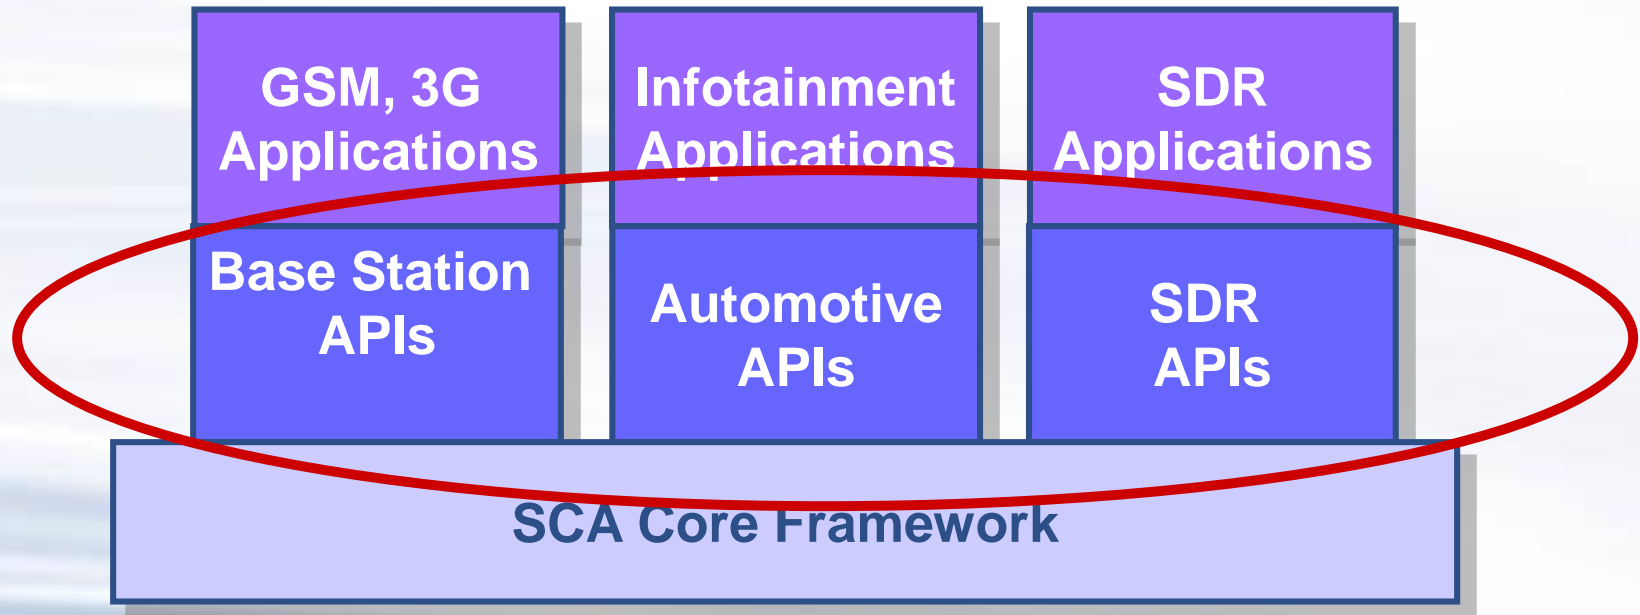 GSM, 3G
Applications
Infotainment
Applications
SDR
Applications
Base Station
APIs
Automotive
APIs
SDR
APIs
SCA Core Framework